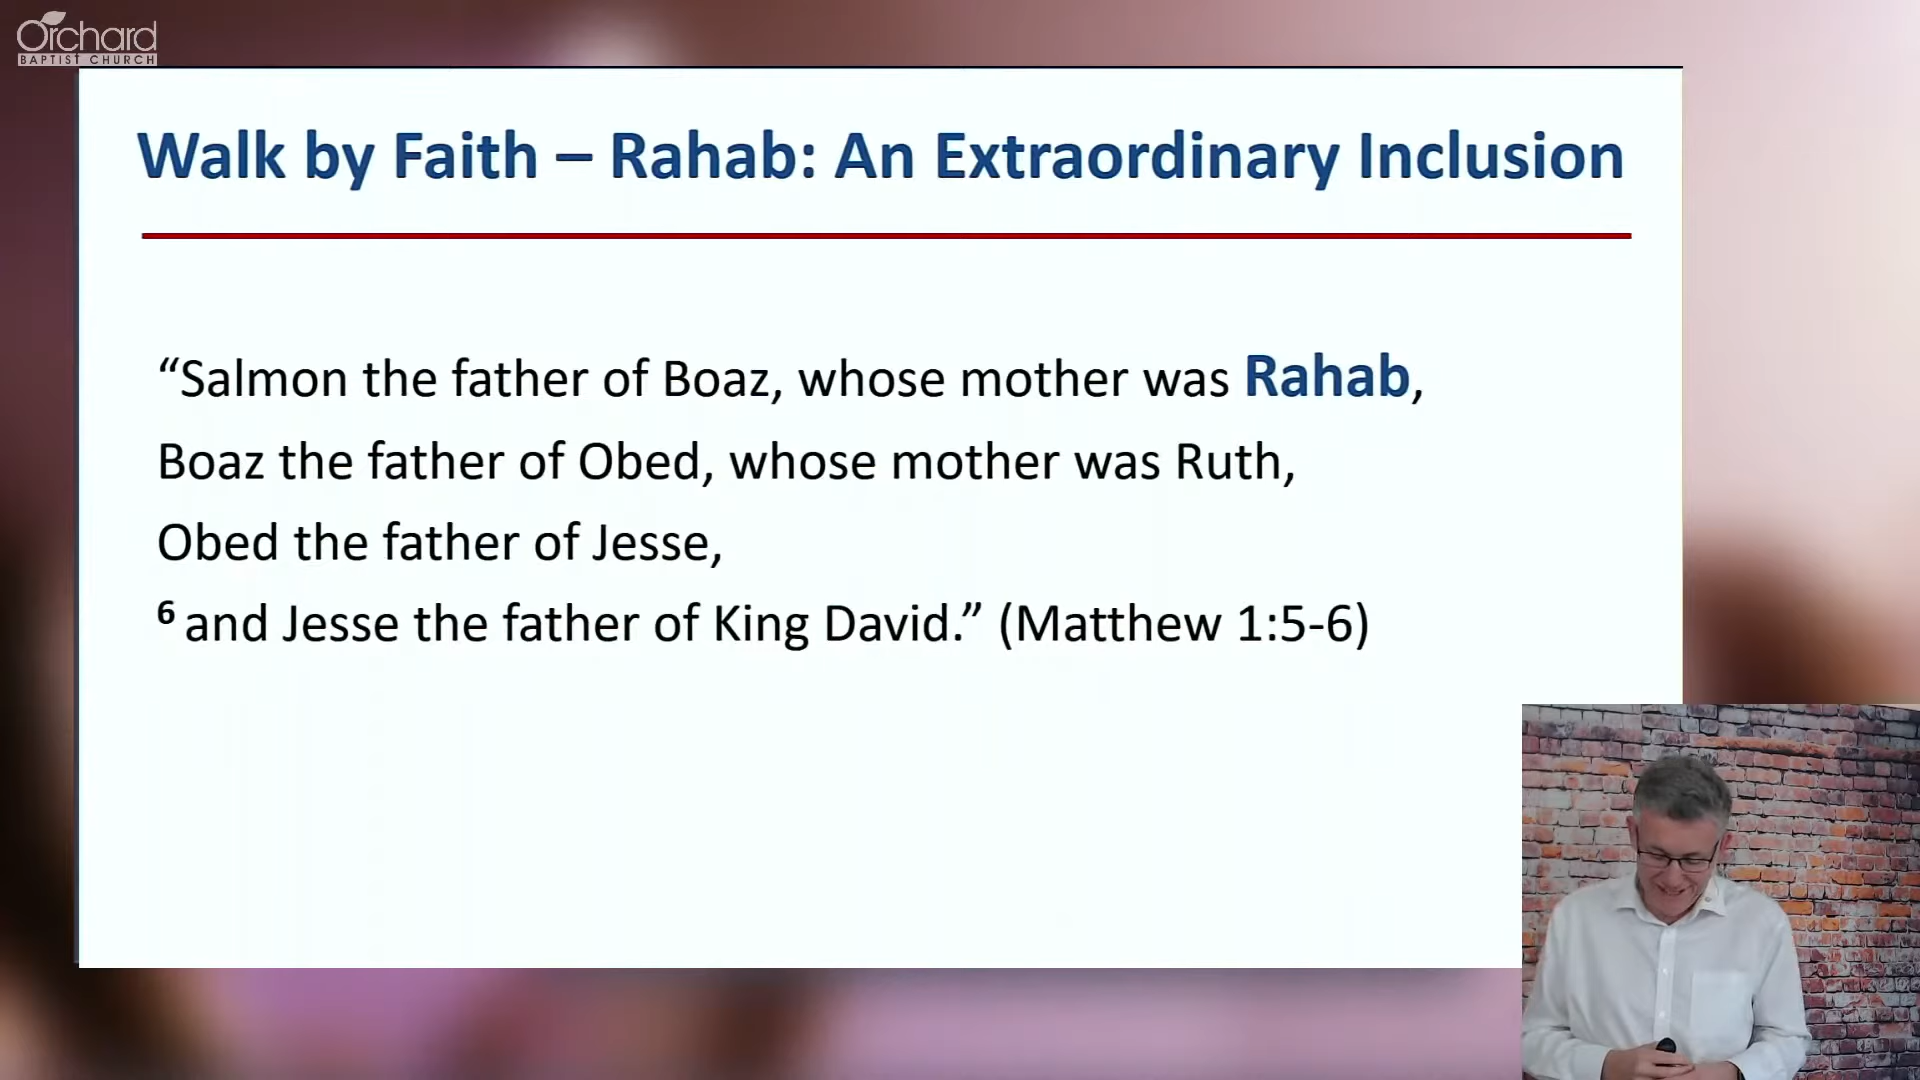 Orchard
BAPTIST CHURCH
Walk by Faith – Rahab: An Extraordinary Inclusion
“Salmon the father of Boaz, whose mother was Rahab,
Boaz the father of Obed, whose mother was Ruth,
Obed the father of Jesse,
⁶ and Jesse the father of King David.” (Matthew 1:5-6)